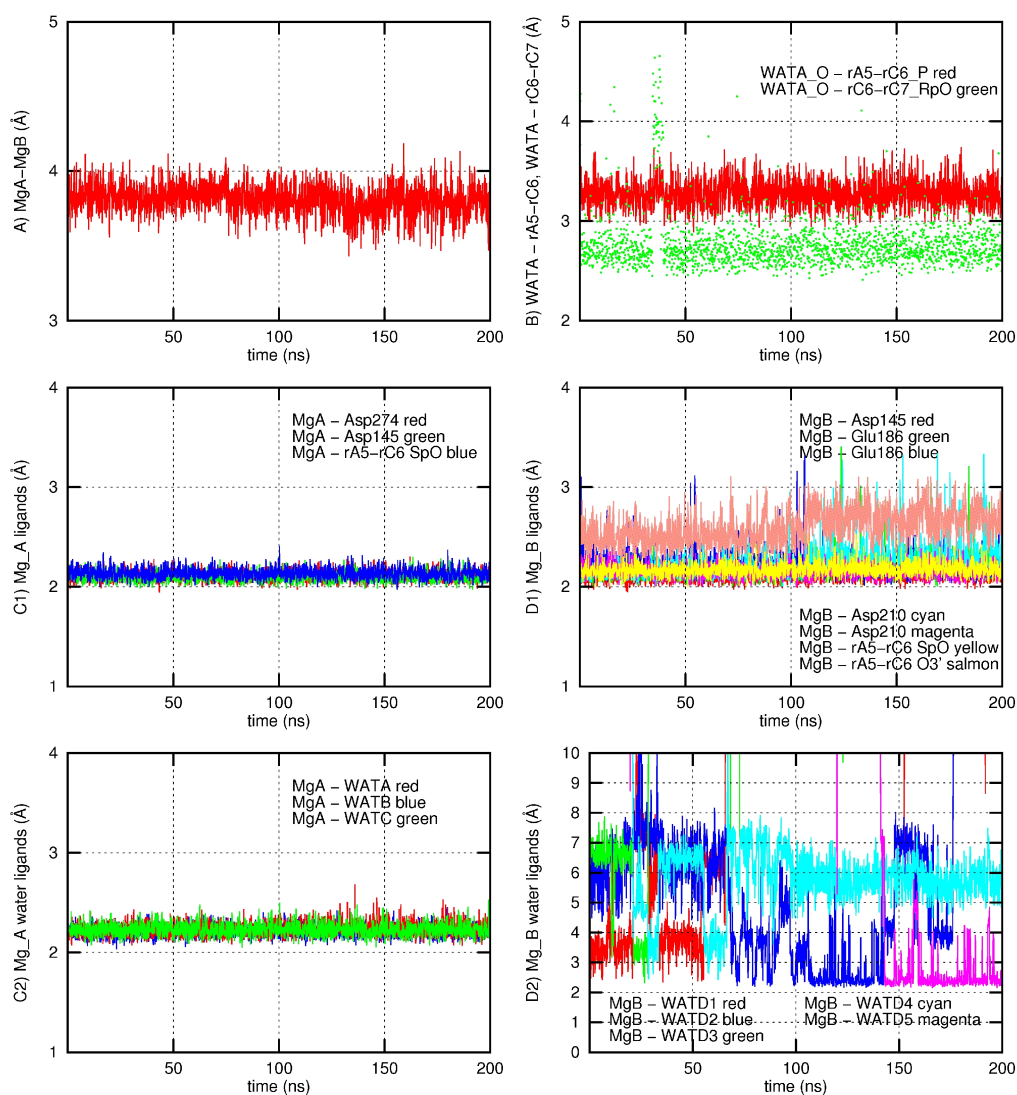 5
4
3
50
100
150
200
time (ns)
A) MgA–MgB (Å)
5
4
3
2
50
100
150
200
time (ns)
B) WATA – rA5–rC6, WATA – rC6–rC7 (Å)
WATA_O – rA5–rC6_P red
WATA_O – rC6–rC7_RpO green
4
3
2
1
50
100
150
200
time (ns)
C1) Mg_A ligands (Å)
MgA – Asp274 red
MgA – Asp145 green
MgA – rA5–rC6 SpO blue
4
3
2
1
50
100
150
200
time (ns)
D1) Mg_B ligands (Å)
MgB – Asp145 red
MgB – Glu186 green
MgB – Glu186 blue
MgB – Asp210 cyan
MgB – Asp210 magenta
MgB – rA5–rC6 SpO yellow
MgB – rA5–rC6 O3' salmon
4
3
2
1
50
100
150
200
time (ns)
C2) Mg_A water ligands (Å)
MgA – WATA red
MgA – WATB blue
MgA – WATC green
10
9
8
7
6
5
4
3
2
1
0
50
100
150
200
time (ns)
D2) Mg_B water ligands (Å)
MgB – WATD1 red
MgB – WATD2 blue
MgB – WATD3 green
MgB – WATD4 cyan
MgB – WATD5 magenta